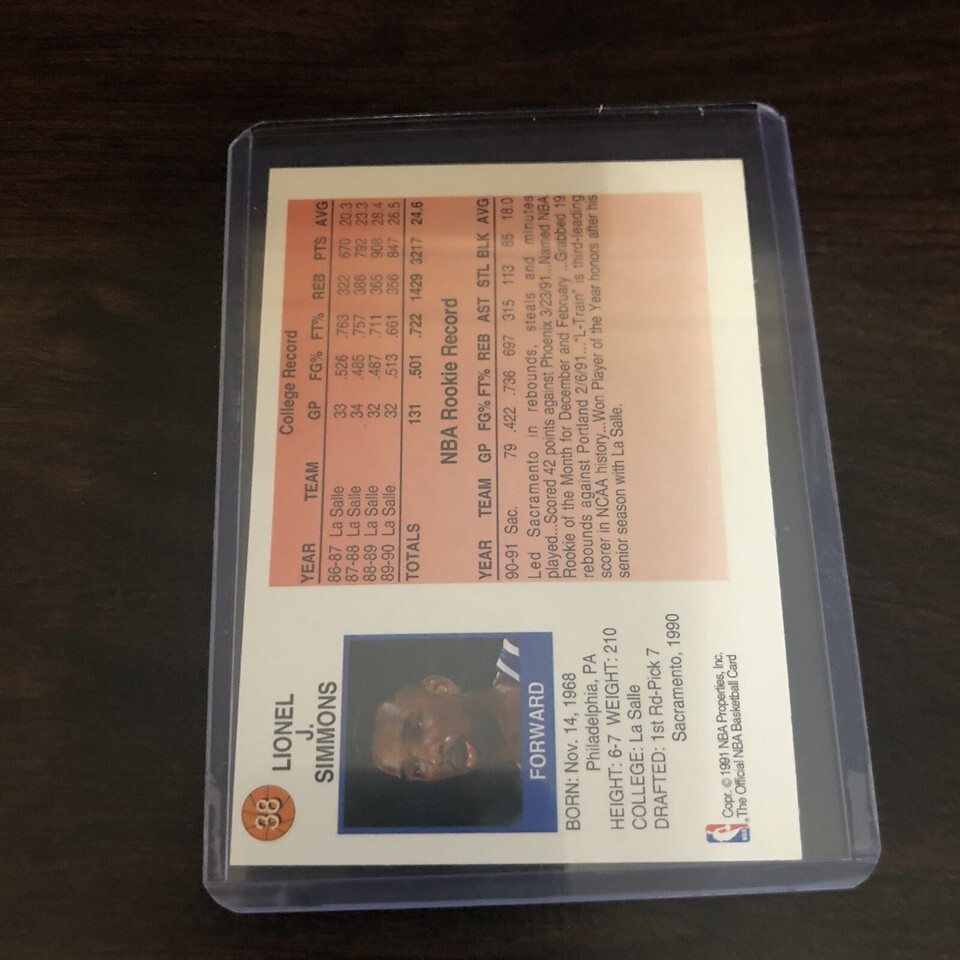 38
LIONEL
J.
SIMMONS
FORWARD
BORN: Nov. 14, 1968
Philadelphia, PA
HEIGHT: 6-7 WEIGHT: 210
COLLEGE: La Salle
DRAFTED: 1st Rd-Pick 7
Sacramento, 1990
NBA
Copr. © 1991 NBA Properties, Inc.
The Official NBA Basketball Card
College Record
YEAR TEAM GP FG% FT% REB PTS AVG
86-87 La Salle 33 .526 .763 322 670 20.3
87-88 La Salle 34 .485 .757 386 792 23.3
88-89 La Salle 32 .487 .711 365 908 28.4
89-90 La Salle 32 .513 .661 356 847 26.5
TOTALS 131 .501 .722 1429 3217 24.6
NBA Rookie Record
YEAR TEAM GP FG% FT% REB AST STL BLK AVG
90-91 Sac. 79 .422 .736 697 315 113 85 18.0
Led Sacramento in rebounds, steals and minutes
played...Scored 42 points against Phoenix 3/23/91...Named NBA
Rookie of the Month for December and February ...Grabbed 19
rebounds against Portland 2/6/91..."L-Train" is third-leading
scorer in NCAA history...Won Player of the Year honors after his
senior season with La Salle.